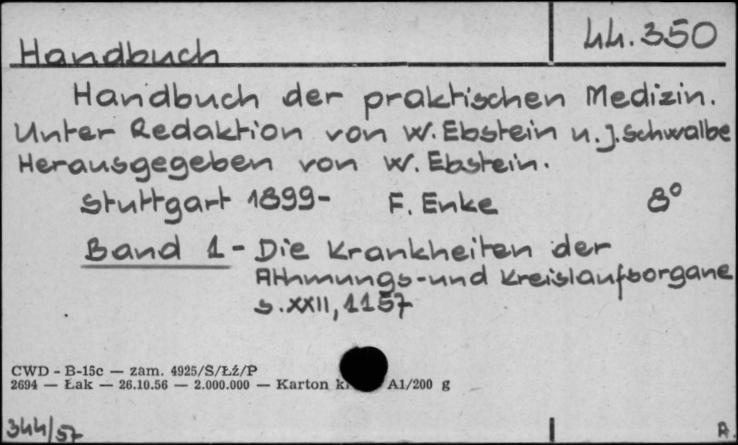 44.350
Handbuch
Handbuch der praktischen Medizin.
Unter Redaktion von W. Ebstein u. J. Schwalbe
Herausgegeben von W. Ebstein.
Stuttgart 1899- F. Enke 8°
Band 1 - Die Krankheiten der
Athmungs-und Kreislaufsorgane
S. XXII, 1157
CWD - B-15c — zam. 4925/S/Łź/P
2694 — Łak — 26.10.56 — 2.000.000 — Karton A1/200 g
344/57 A